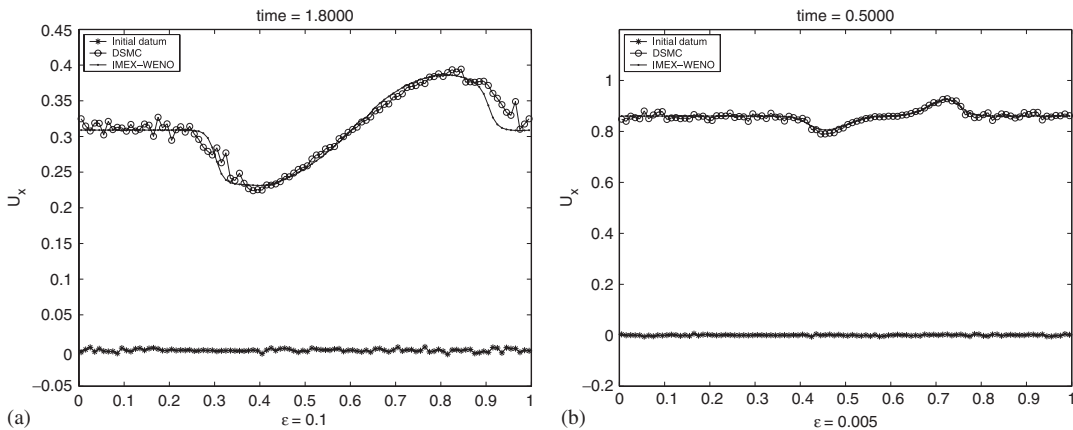 time = 1.8000
0.45
0.4
0.35
0.3
0.25
0.2
0.15
0.1
0.05
0
−0.05
U_x
Initial datum
DSMC
IMEX−WENO
0 0.1 0.2 0.3 0.4 0.5 0.6 0.7 0.8 0.9 1
(a)
ε = 0.1
time = 0.5000
1
0.8
0.6
0.4
0.2
0
−0.2
U_x
Initial datum
DSMC
IMEX−WENO
0 0.1 0.2 0.3 0.4 0.5 0.6 0.7 0.8 0.9 1
(b)
ε = 0.005